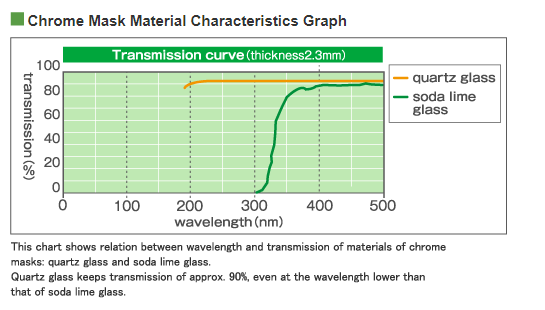 Chrome Mask Material Characteristics Graph
Transmission curve (thickness2.3mm)
100
80
60
40
20
0
transmission (%)
0 100 200 300 400 500
wavelength (nm)
quartz glass
soda lime
glass
This chart shows relation between wavelength and transmission of materials of chrome
masks: quartz glass and soda lime glass.
Quartz glass keeps transmission of approx. 90%, even at the wavelength lower than
that of soda lime glass.